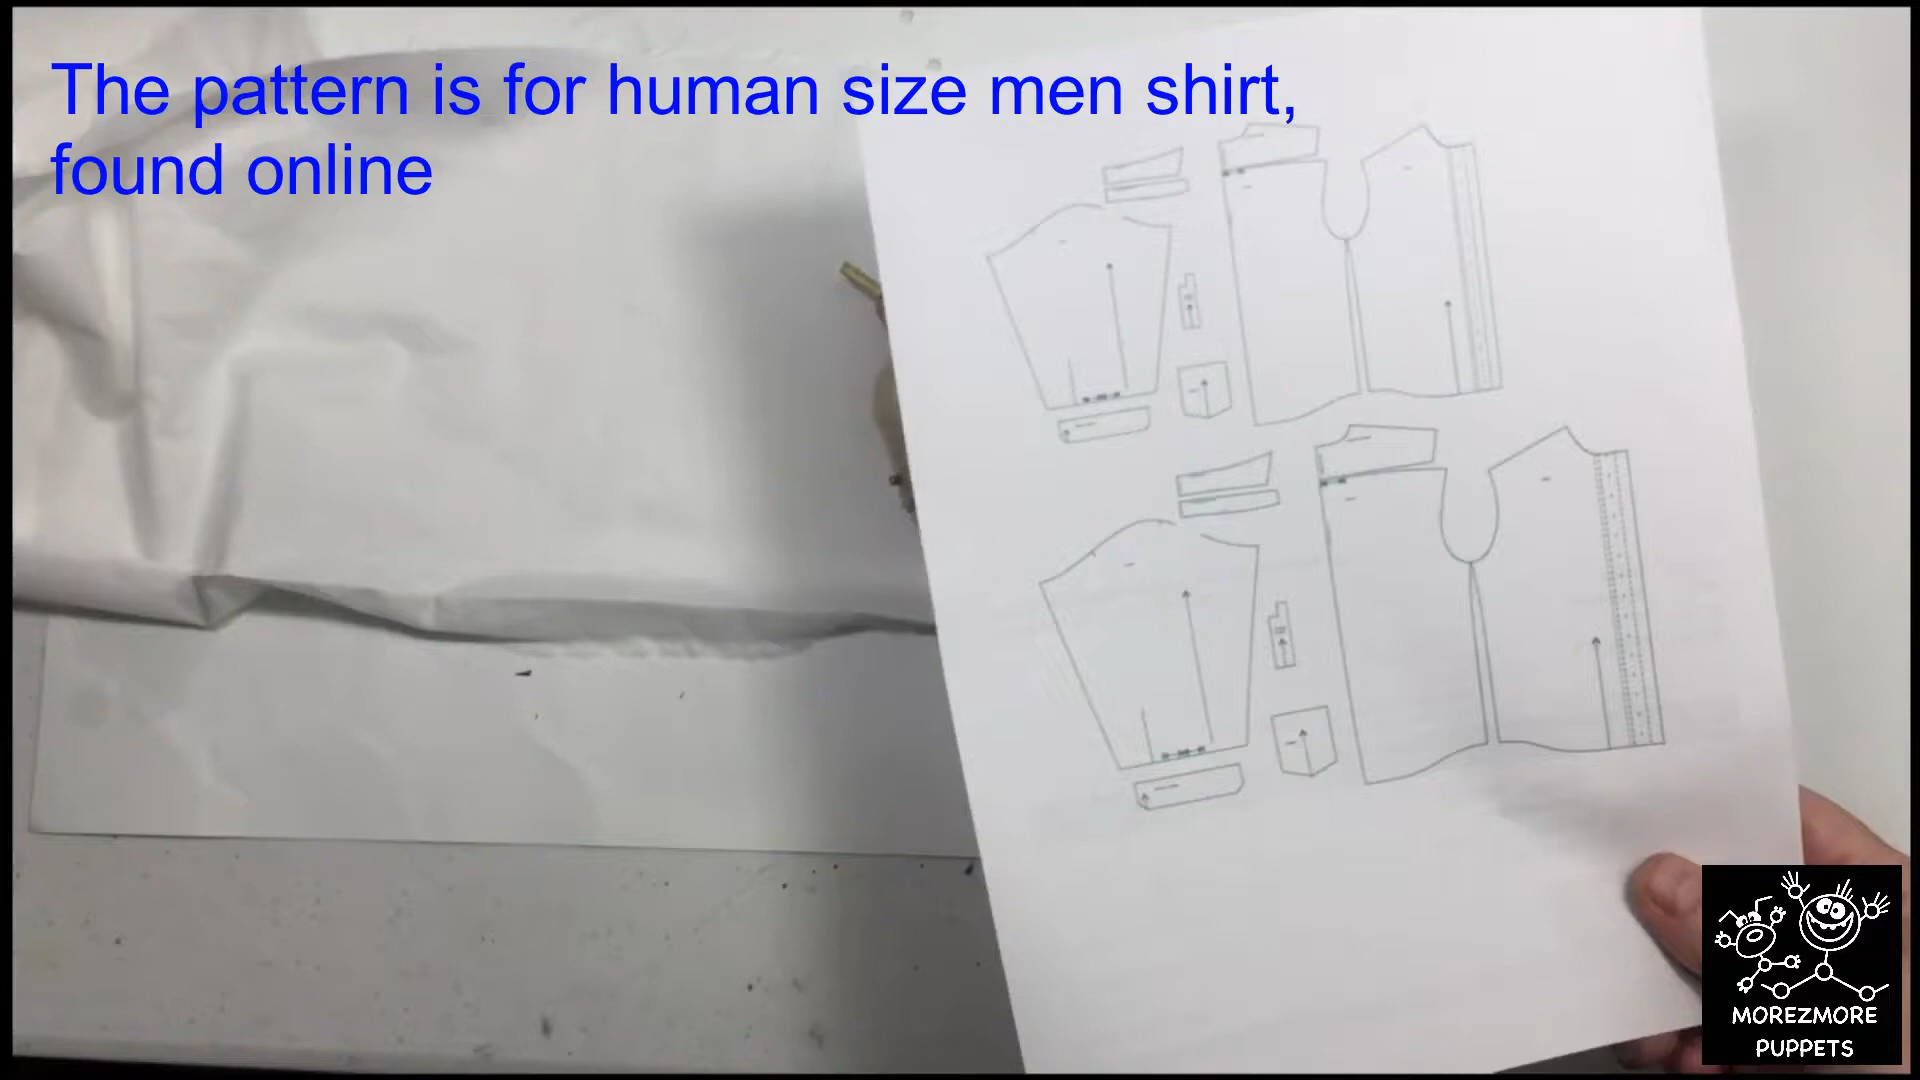 The pattern is for human size men shirt,
found online
MOREZMORE
PUPPETS